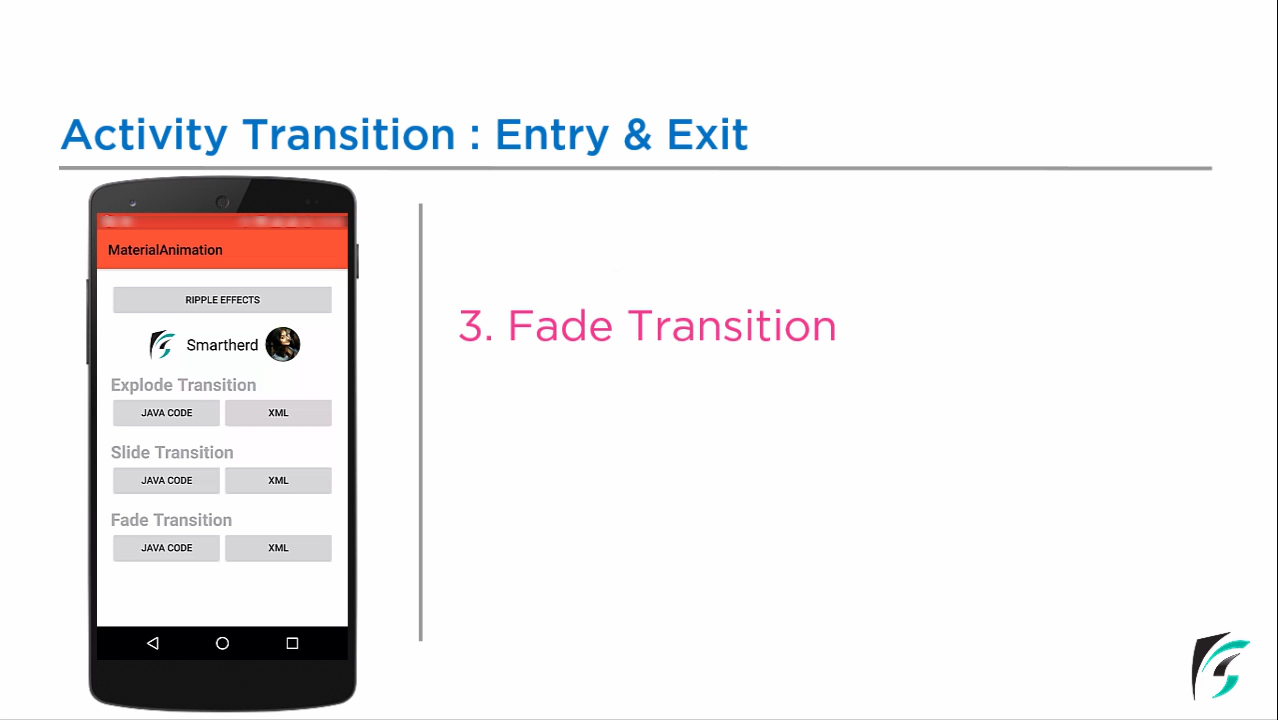 Activity Transition : Entry & Exit
MaterialAnimation
RIPPLE EFFECTS
Smartherd
Explode Transition
JAVA CODE XML
Slide Transition
JAVA CODE XML
Fade Transition
JAVA CODE XML
3. Fade Transition